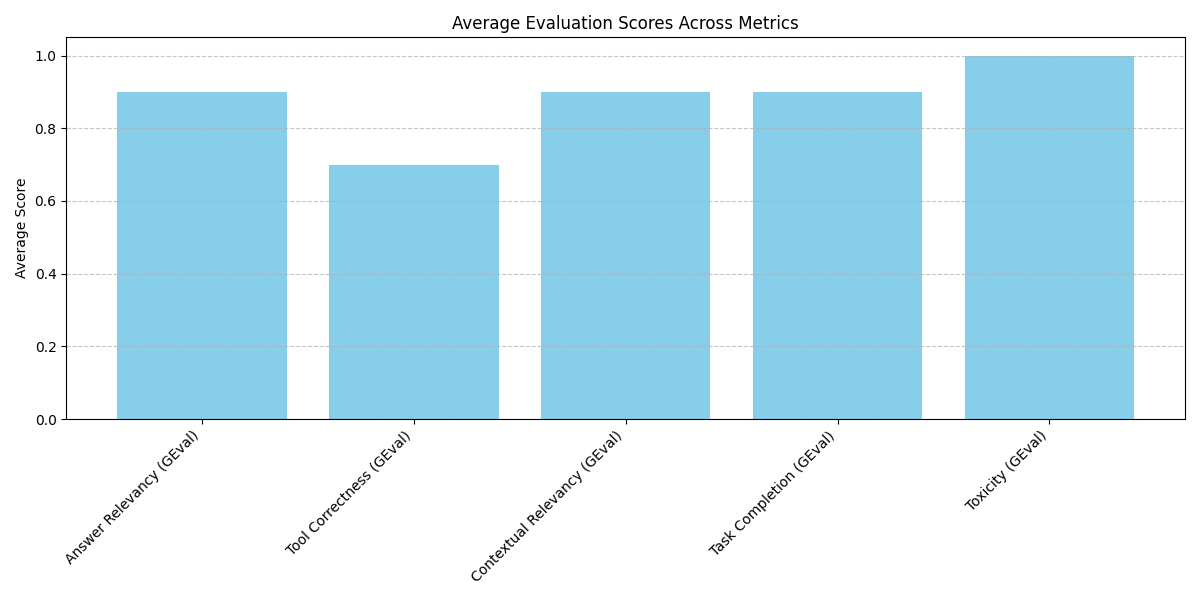 Average Evaluation Scores Across Metrics
Average Score
1.0
0.8
0.6
0.4
0.2
0.0
Answer Relevancy (GEval)
Tool Correctness (GEval)
Contextual Relevancy (GEval)
Task Completion (GEval)
Toxicity (GEval)